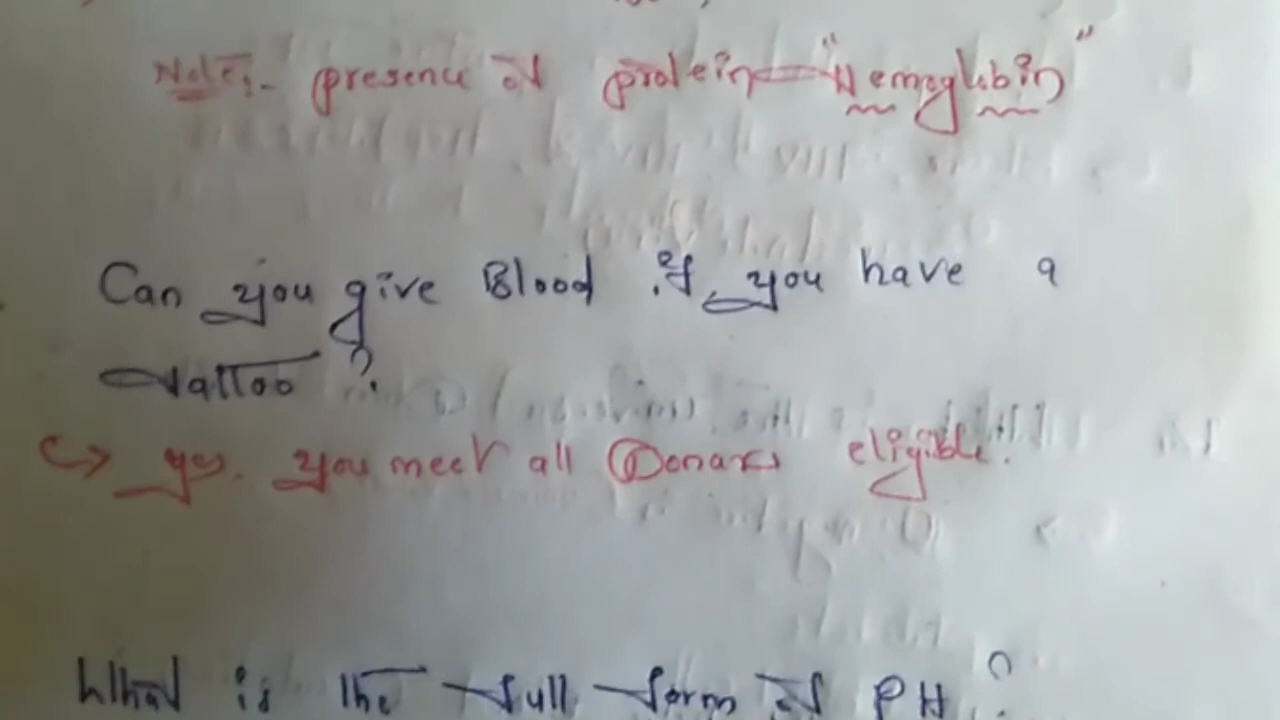 Note:- presence of protein — "Hemoglobin"
Can you give Blood if you have a
Tattoo ?
↪ yes. you meet all Donars eligible.
What is the full form of PH ?